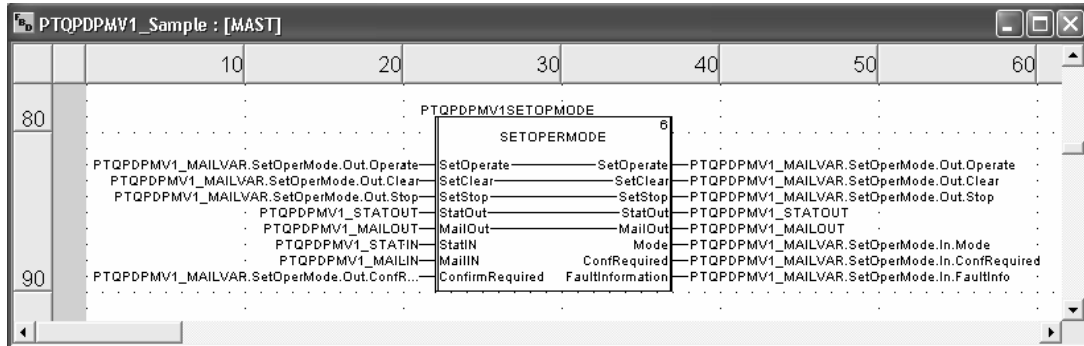 FBD PTQPDPMV1_Sample : [MAST]
10 20 30 40 50 60
80
PTQPDPMV1SETOPMODE
6
SETOPERMODE
PTQPDPMV1_MAILVAR.SetOperMode.Out.Operate SetOperate SetOperate PTQPDPMV1_MAILVAR.SetOperMode.Out.Operate
PTQPDPMV1_MAILVAR.SetOperMode.Out.Clear SetClear SetClear PTQPDPMV1_MAILVAR.SetOperMode.Out.Clear
PTQPDPMV1_MAILVAR.SetOperMode.Out.Stop SetStop SetStop PTQPDPMV1_MAILVAR.SetOperMode.Out.Stop
PTQPDPMV1_STATOUT StatOut StatOut PTQPDPMV1_STATOUT
PTQPDPMV1_MAILOUT MailOut MailOut PTQPDPMV1_MAILOUT
PTQPDPMV1_STATIN StatIN Mode PTQPDPMV1_MAILVAR.SetOperMode.In.Mode
PTQPDPMV1_MAILIN MailIN ConfRequired PTQPDPMV1_MAILVAR.SetOperMode.In.ConfRequired
90 PTQPDPMV1_MAILVAR.SetOperMode.Out.ConfR... ConfirmRequired FaultInformation PTQPDPMV1_MAILVAR.SetOperMode.In.FaultInfo